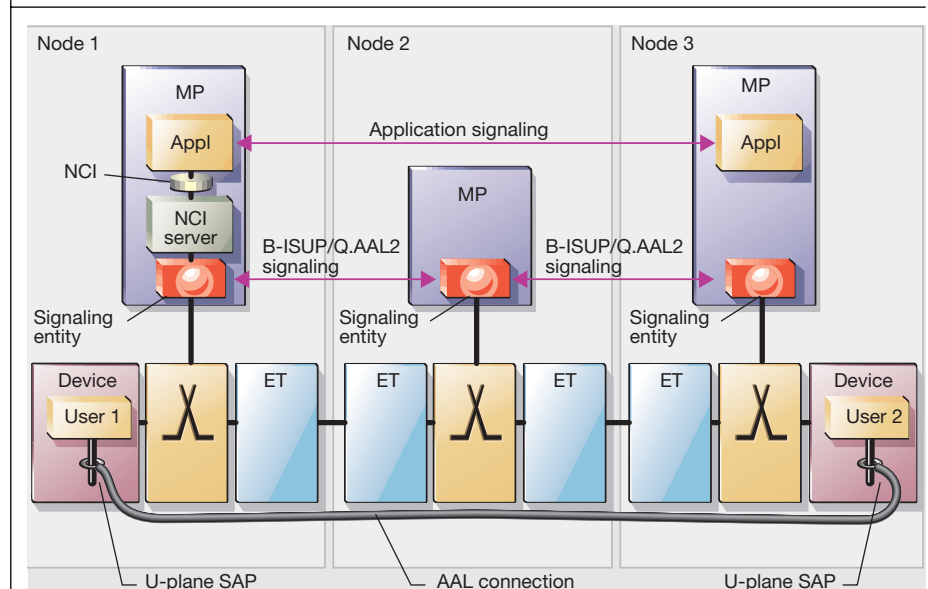 Node 1
Node 2
Node 3
MP
MP
MP
Appl
Application signaling
Appl
NCI
NCI
server
B-ISUP/Q.AAL2
signaling
B-ISUP/Q.AAL2
signaling
Signaling
entity
Signaling
entity
Signaling
entity
Device
User 1
ET
ET
ET
ET
Device
User 2
U-plane SAP
AAL connection
U-plane SAP